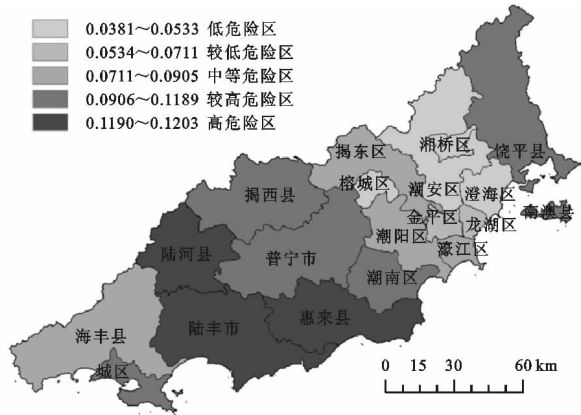 0.0381～0.0533 低危险区
0.0534～0.0711 较低危险区
0.0711～0.0905 中等危险区
0.0906～0.1189 较高危险区
0.1190～0.1203 高危险区
湘桥区
饶平县
揭东区
榕城区
潮安区
澄海区
揭西县
金平区
龙湖区
南澳县
潮阳区
濠江区
陆河县
普宁市
潮南区
惠来县
陆丰市
海丰县
城区
0 15 30 60 km